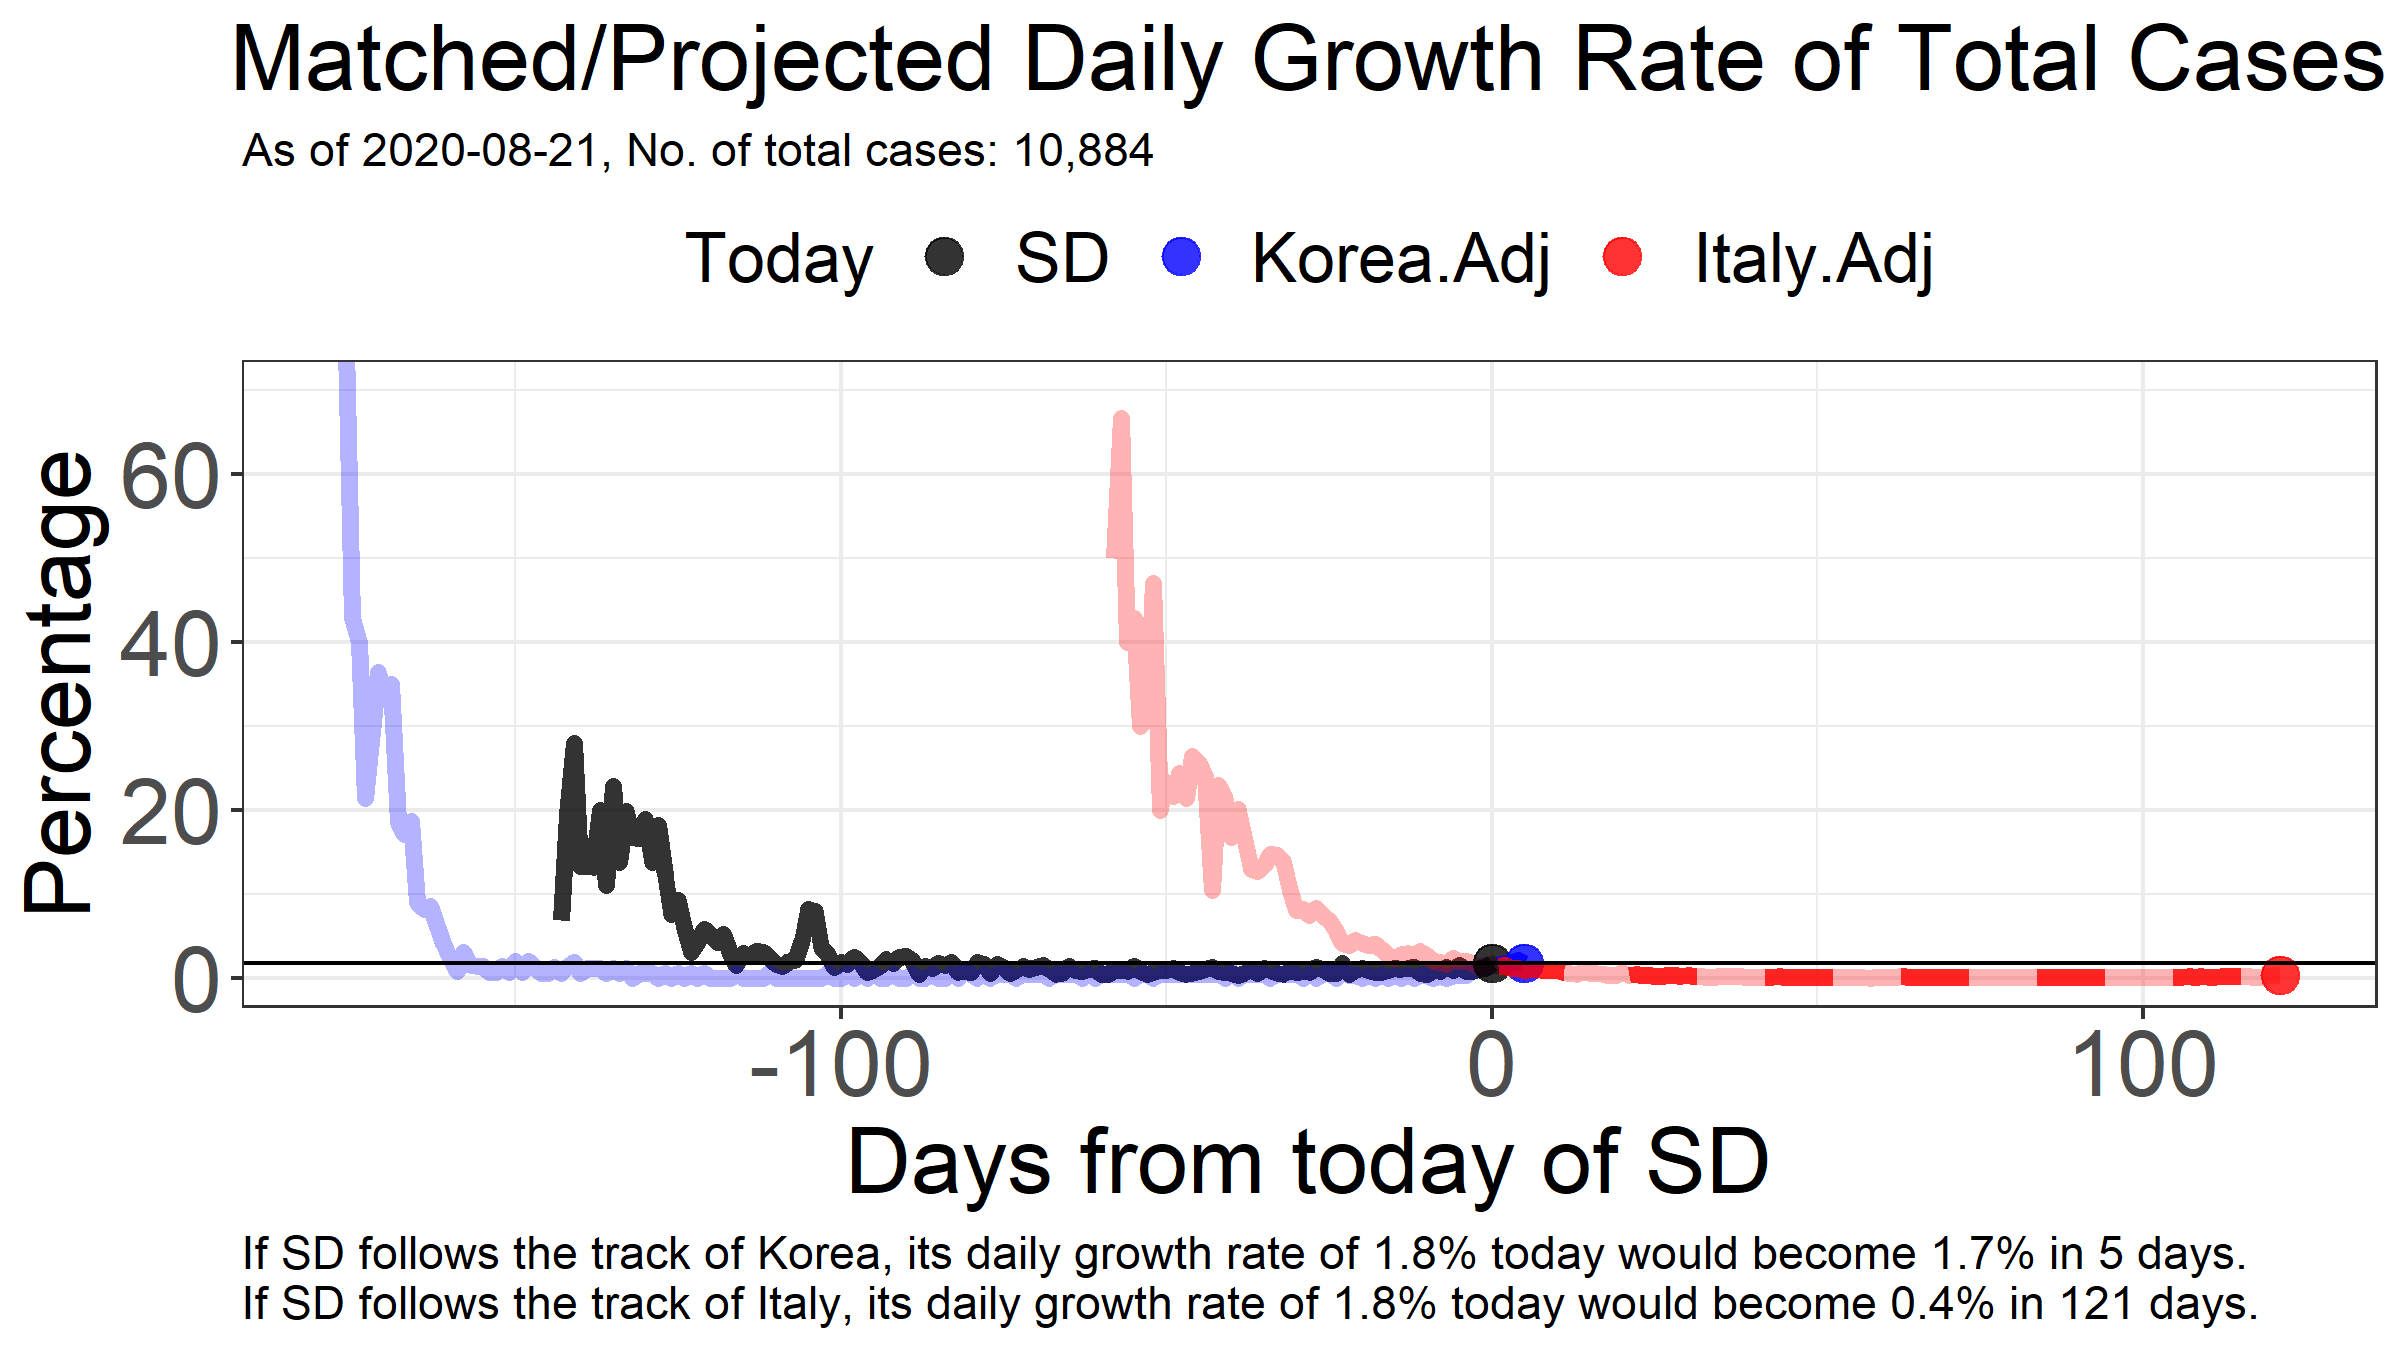 Matched/Projected Daily Growth Rate of Total Cases
As of 2020-08-21, No. of total cases: 10,884
Today SD Korea.Adj Italy.Adj
Percentage
60
40
20
0
-100 0 100
Days from today of SD
If SD follows the track of Korea, its daily growth rate of 1.8% today would become 1.7% in 5 days.
If SD follows the track of Italy, its daily growth rate of 1.8% today would become 0.4% in 121 days.